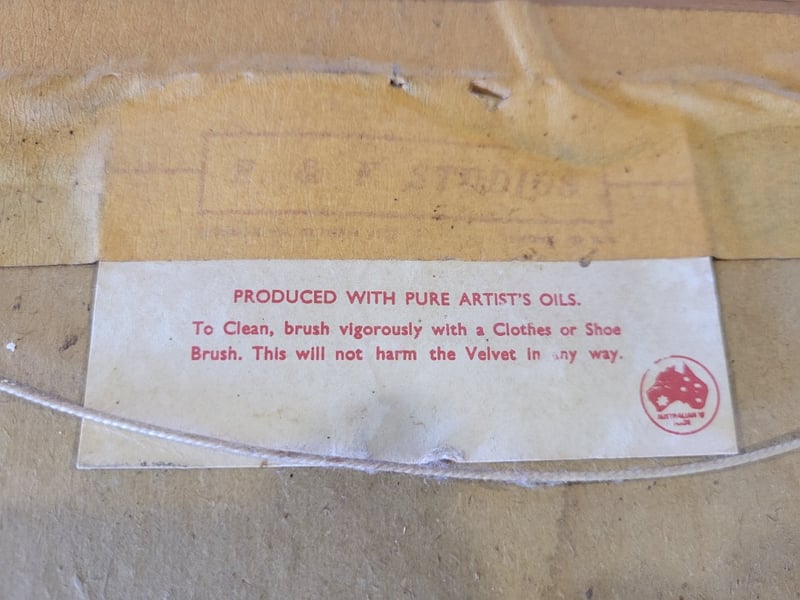 STUDIOS
PRODUCED WITH PURE ARTIST'S OILS.
To Clean, brush vigorously with a Clothes or Shoe
Brush. This will not harm the Velvet in any way.
AUSTRALIAN
MADE